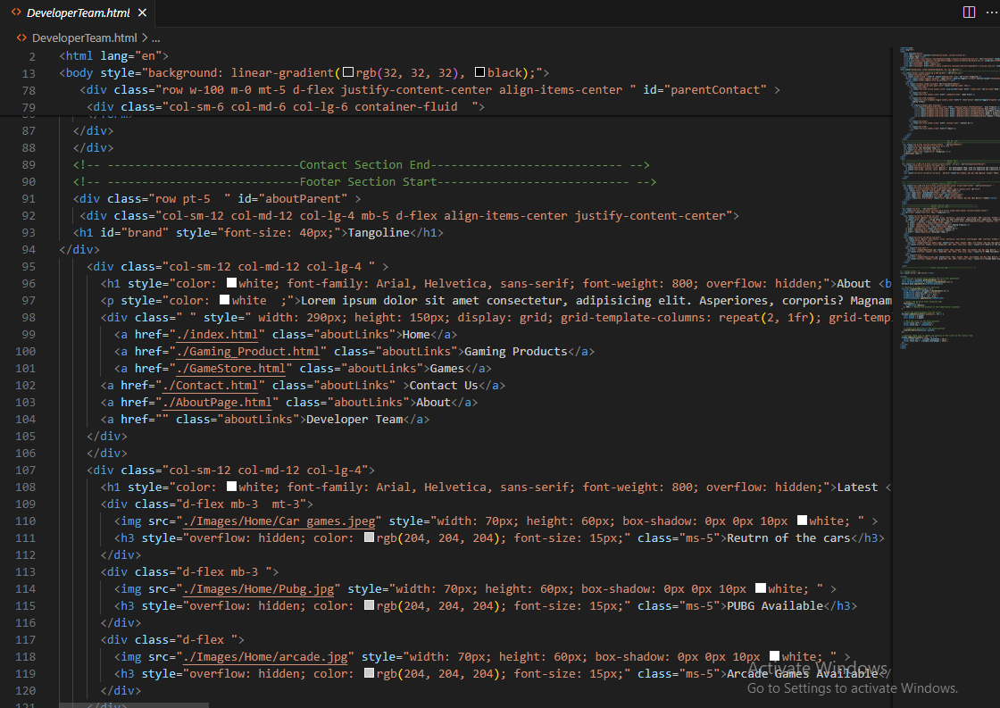 DeveloperTeam.html
DeveloperTeam.html > ...
2 <html lang="en">
13 <body style="background: linear-gradient(rgb(32, 32, 32), black);">
78 <div class="row w-100 m-0 mt-5 d-flex justify-content-center align-items-center " id="parentContact" >
79 <div class="col-sm-6 col-md-6 col-lg-6 container-fluid  ">
87 </div>
88 </div>
89 <!-- ----------------------------Contact Section End---------------------------- -->
90 <!-- ----------------------------Footer Section Start---------------------------- -->
91 <div class="row pt-5  " id="aboutParent" >
92 <div class="col-sm-12 col-md-12 col-lg-4 mb-5 d-flex align-items-center justify-content-center">
93 <h1 id="brand" style="font-size: 40px;">Tangoline</h1>
94 </div>
95 <div class="col-sm-12 col-md-12 col-lg-4 " >
96 <h1 style="color: white; font-family: Arial, Helvetica, sans-serif; font-weight: 800; overflow: hidden;">About <b
97 <p style="color: white  ;">Lorem ipsum dolor sit amet consectetur, adipisicing elit. Asperiores, corporis? Magnam
98 <div class=" " style=" width: 290px; height: 150px; display: grid; grid-template-columns: repeat(2, 1fr); grid-temp
99 <a href="./index.html" class="aboutLinks">Home</a>
100 <a href="./Gaming_Product.html" class="aboutLinks">Gaming Products</a>
101 <a href="./GameStore.html" class="aboutLinks">Games</a>
102 <a href="./Contact.html" class="aboutLinks" >Contact Us</a>
103 <a href="./AboutPage.html" class="aboutLinks">About</a>
104 <a href="" class="aboutLinks">Developer Team</a>
105 </div>
106 </div>
107 <div class="col-sm-12 col-md-12 col-lg-4">
108 <h1 style="color: white; font-family: Arial, Helvetica, sans-serif; font-weight: 800; overflow: hidden;">Latest <
109 <div class="d-flex mb-3  mt-3">
110 <img src="./Images/Home/Car games.jpeg" style="width: 70px; height: 60px; box-shadow: 0px 0px 10px white; " >
111 <h3 style="overflow: hidden; color: rgb(204, 204, 204); font-size: 15px;" class="ms-5">Reutrn of the cars</h3>
112 </div>
113 <div class="d-flex mb-3 ">
114 <img src="./Images/Home/Pubg.jpg" style="width: 70px; height: 60px; box-shadow: 0px 0px 10px white; " >
115 <h3 style="overflow: hidden; color: rgb(204, 204, 204); font-size: 15px;" class="ms-5">PUBG Available</h3>
116 </div>
117 <div class="d-flex ">
118 <img src="./Images/Home/arcade.jpg" style="width: 70px; height: 60px; box-shadow: 0px 0px 10px white; " >
119 <h3 style="overflow: hidden; color: rgb(204, 204, 204); font-size: 15px;" class="ms-5">Arcade Games Available</
120 </div>
121 </div>
Activate Windows
Go to Settings to activate Windows.